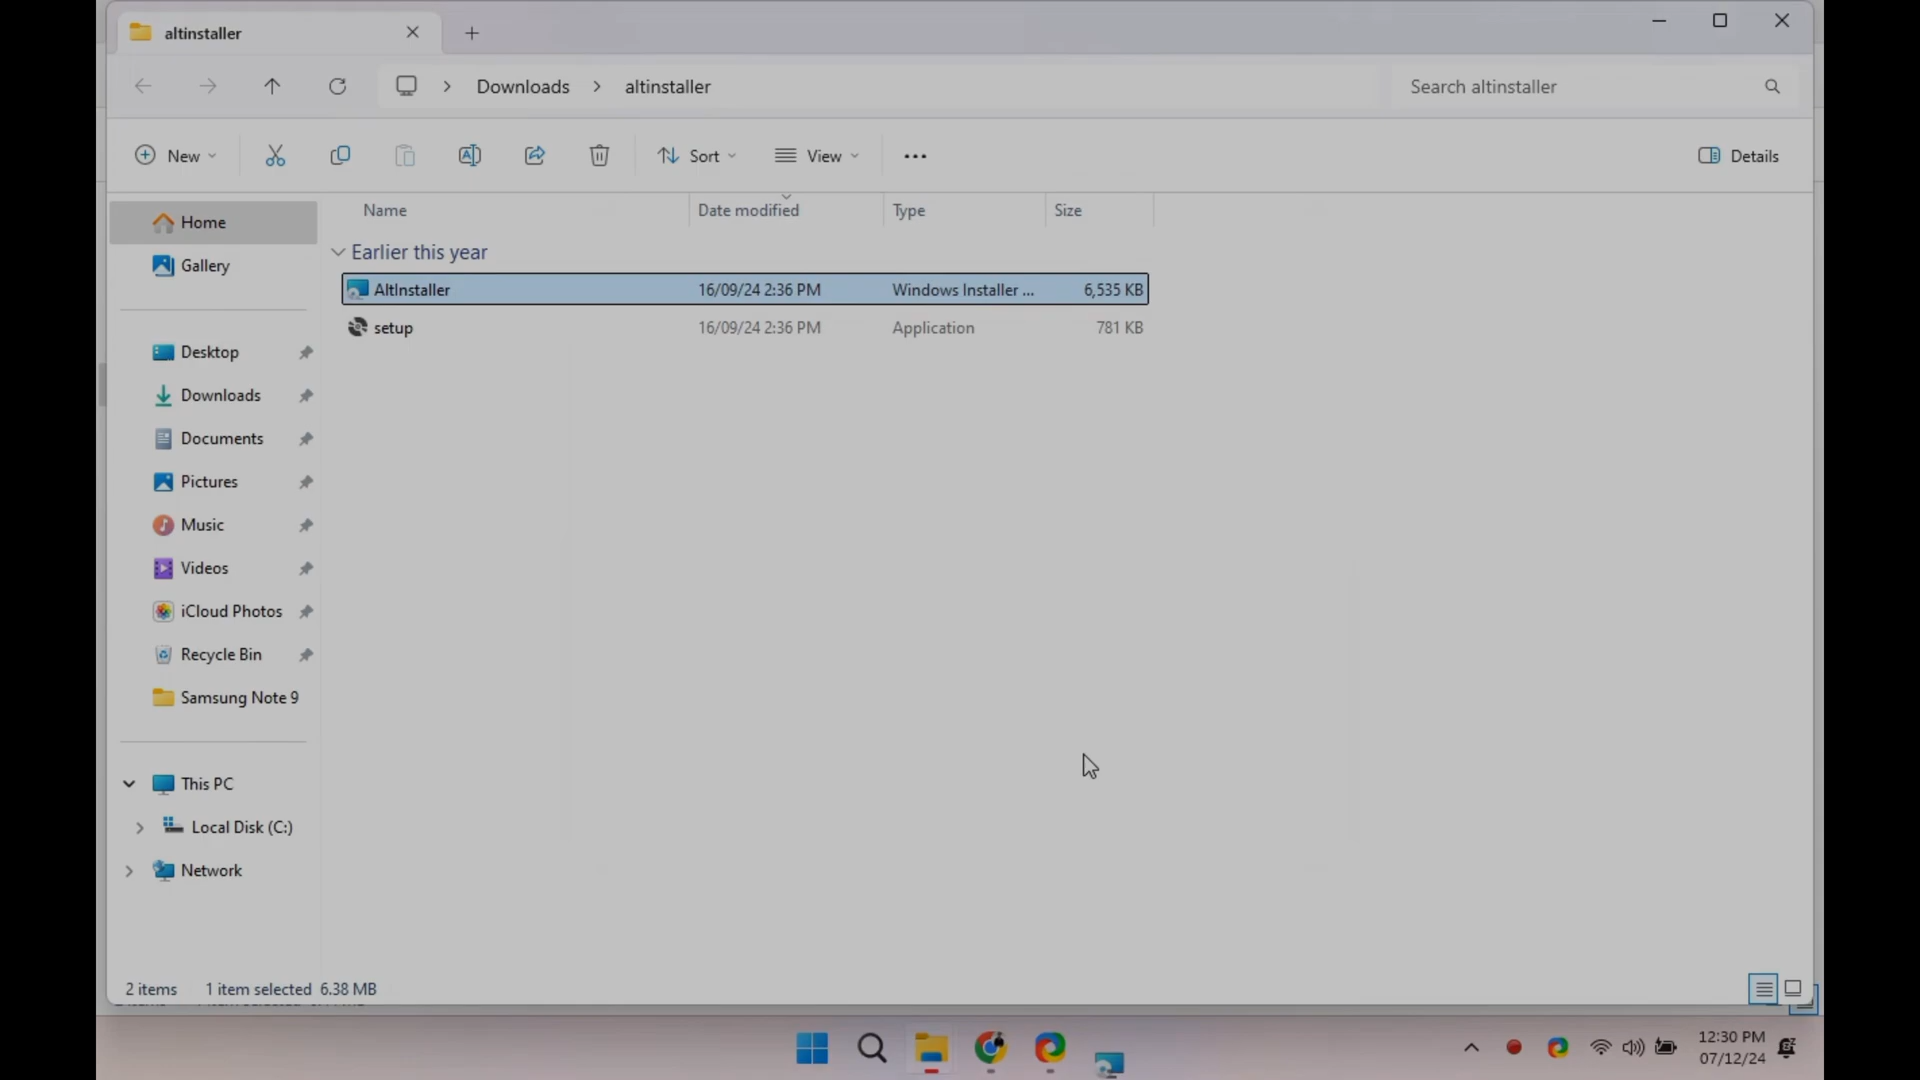 altinstaller
Downloads
altinstaller
Search altinstaller
New
Sort
View
Details
Name
Date modified
Type
Size
Earlier this year
AltInstaller
16/09/24 2:36 PM
Windows Installer ...
6,535 KB
setup
16/09/24 2:36 PM
Application
781 KB
Home
Gallery
Desktop
Downloads
Documents
Pictures
Music
Videos
iCloud Photos
Recycle Bin
Samsung Note 9
This PC
Local Disk (C:)
Network
2 items
1 item selected 6.38 MB
12:30 PM
07/12/24